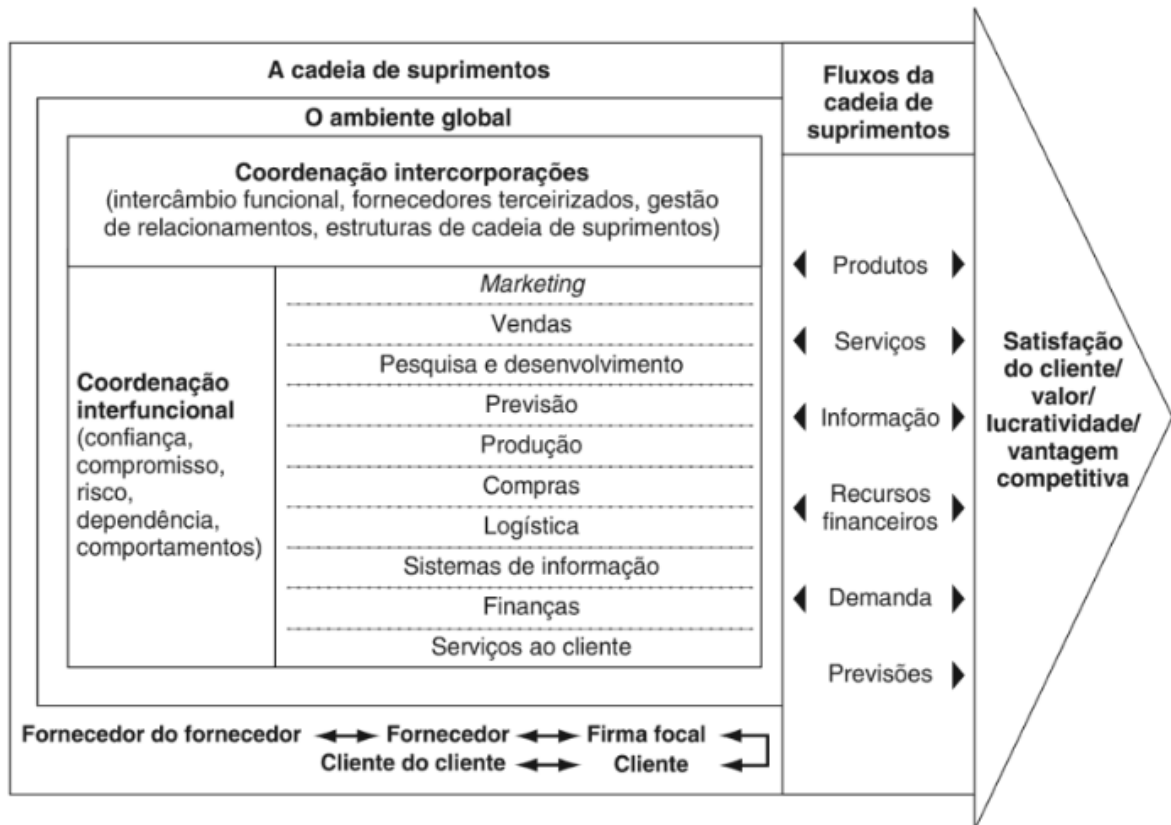 A cadeia de suprimentos
O ambiente global
Coordenação intercorporações
(intercâmbio funcional, fornecedores terceirizados, gestão
de relacionamentos, estruturas de cadeia de suprimentos)
Coordenação
interfuncional
(confiança,
compromisso,
risco,
dependência,
comportamentos)
Marketing
Vendas
Pesquisa e desenvolvimento
Previsão
Produção
Compras
Logística
Sistemas de informação
Finanças
Serviços ao cliente
Fornecedor do fornecedor Fornecedor Firma focal
Cliente do cliente Cliente
Fluxos da
cadeia de
suprimentos
Produtos
Serviços
Informação
Recursos
financeiros
Demanda
Previsões
Satisfação
do cliente/
valor/
lucratividade/
vantagem
competitiva